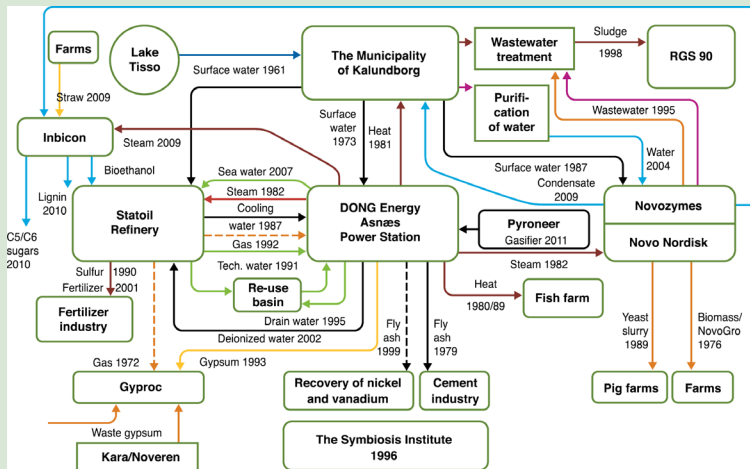 Farms
Lake
Tisso
Surface water 1961
The Municipality
of Kalundborg
Wastewater
treatment
Sludge
1998
RGS 90
Straw 2009
Inbicon
Steam 2009
Surface
water
1973
Heat
1981
Purifi-
cation
of water
Wastewater 1995
Water
2004
Bioethanol
Lignin
2010
C5/C6
sugars
2010
Sea water 2007
Steam 1982
Cooling
water 1987
Gas 1992
Tech. water 1991
Surface water 1987
Condensate
2009
Statoil
Refinery
DONG Energy
Asnæs
Power Station
Pyroneer
Gasifier 2011
Novozymes
Novo Nordisk
Steam 1982
Sulfur 1990
Fertilizer 2001
Fertilizer
industry
Re-use
basin
Heat
1980/89
Fish farm
Drain water 1995
Deionized water 2002
Fly
ash
1999
Fly
ash
1979
Yeast
slurry
1989
Biomass/
NovoGro
1976
Gas 1972
Gypsum 1993
Gyproc
Recovery of nickel
and vanadium
Cement
industry
Pig farms
Farms
Waste gypsum
Kara/Noveren
The Symbiosis Institute
1996